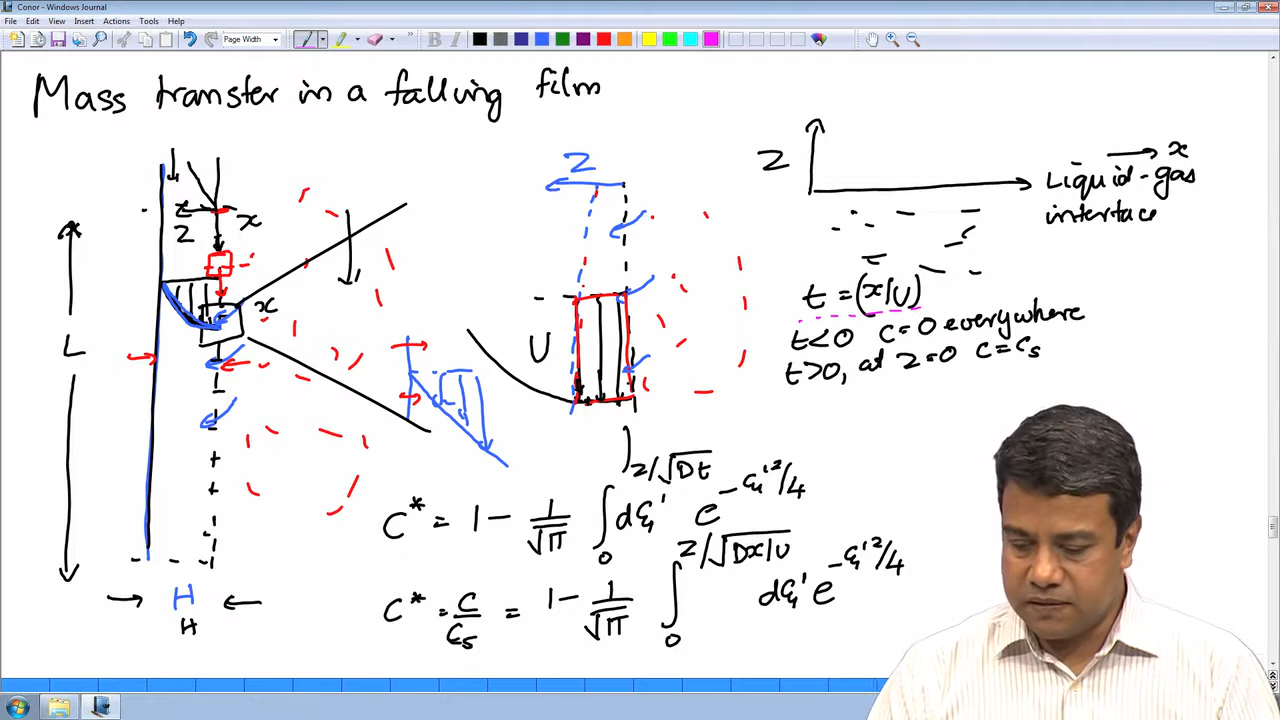 Conor - Windows Journal
File Edit View Insert Actions Tools Help
Page Width
B I
Mass transfer in a falling film
Z
x
Z
Liquid-gas
interface
x
Z
x
x
L
U
t = (x/U)
t<0 C=0 everywhere
t>0, at z=0 C=Cs
H
H
C* = 1 - 1/√π ∫₀^{z/√Dt} dξ' e^{-ξ'²/4}
C* = C/Cs = 1 - 1/√π ∫₀^{z/√Dx/U} dξ' e^{-ξ'²/4}